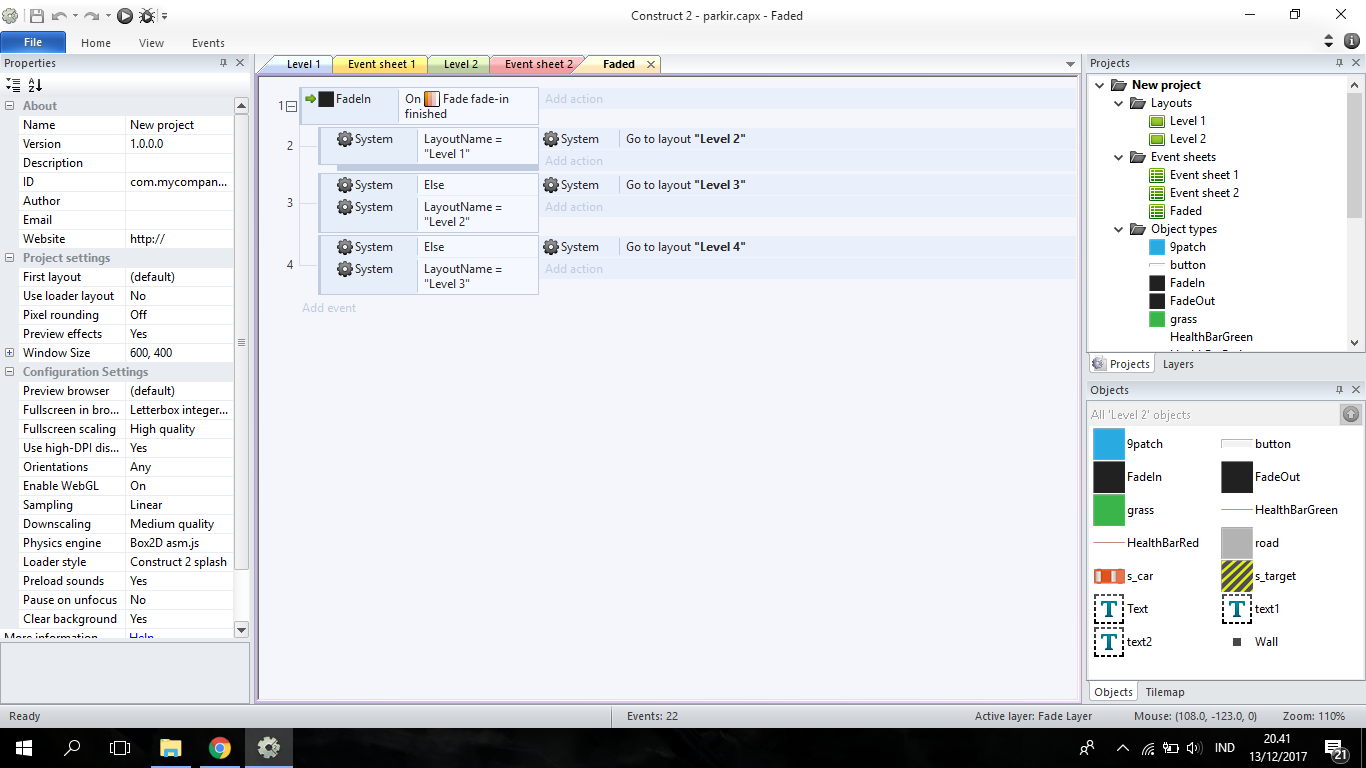 Construct 2 - parkir.capx - Faded
File Home View Events
Properties
About
Name New project
Version 1.0.0.0
Description
ID com.mycompan...
Author
Email
Website http://
Project settings
First layout (default)
Use loader layout No
Pixel rounding Off
Preview effects Yes
Window Size 600, 400
Configuration Settings
Preview browser (default)
Fullscreen in bro... Letterbox integer...
Fullscreen scaling High quality
Use high-DPI dis... Yes
Orientations Any
Enable WebGL On
Sampling Linear
Downscaling Medium quality
Physics engine Box2D asm.js
Loader style Construct 2 splash
Preload sounds Yes
Pause on unfocus No
Clear background Yes
More information Help
Level 1 Event sheet 1 Level 2 Event sheet 2 Faded
1 FadeIn On Fade fade-in finished Add action
2 System LayoutName = "Level 1" System Go to layout "Level 2"
Add action
3 System Else System Go to layout "Level 3"
System LayoutName = "Level 2" Add action
4 System Else System Go to layout "Level 4"
System LayoutName = "Level 3" Add action
Add event
Projects
New project
Layouts
Level 1
Level 2
Event sheets
Event sheet 1
Event sheet 2
Faded
Object types
9patch
button
FadeIn
FadeOut
grass
HealthBarGreen
Projects Layers
Objects
All 'Level 2' objects
9patch button
FadeIn FadeOut
grass HealthBarGreen
HealthBarRed road
s_car s_target
T Text T text1
T text2 Wall
Objects Tilemap
Ready Events: 22 Active layer: Fade Layer Mouse: (108.0, -123.0, 0) Zoom: 110%
IND 20.41
13/12/2017 21